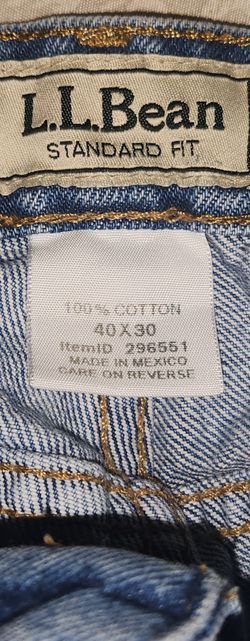 L.L.Bean
STANDARD FIT
100% COTTON
40X30
ItemID 296551
MADE IN MEXICO
CARE ON REVERSE